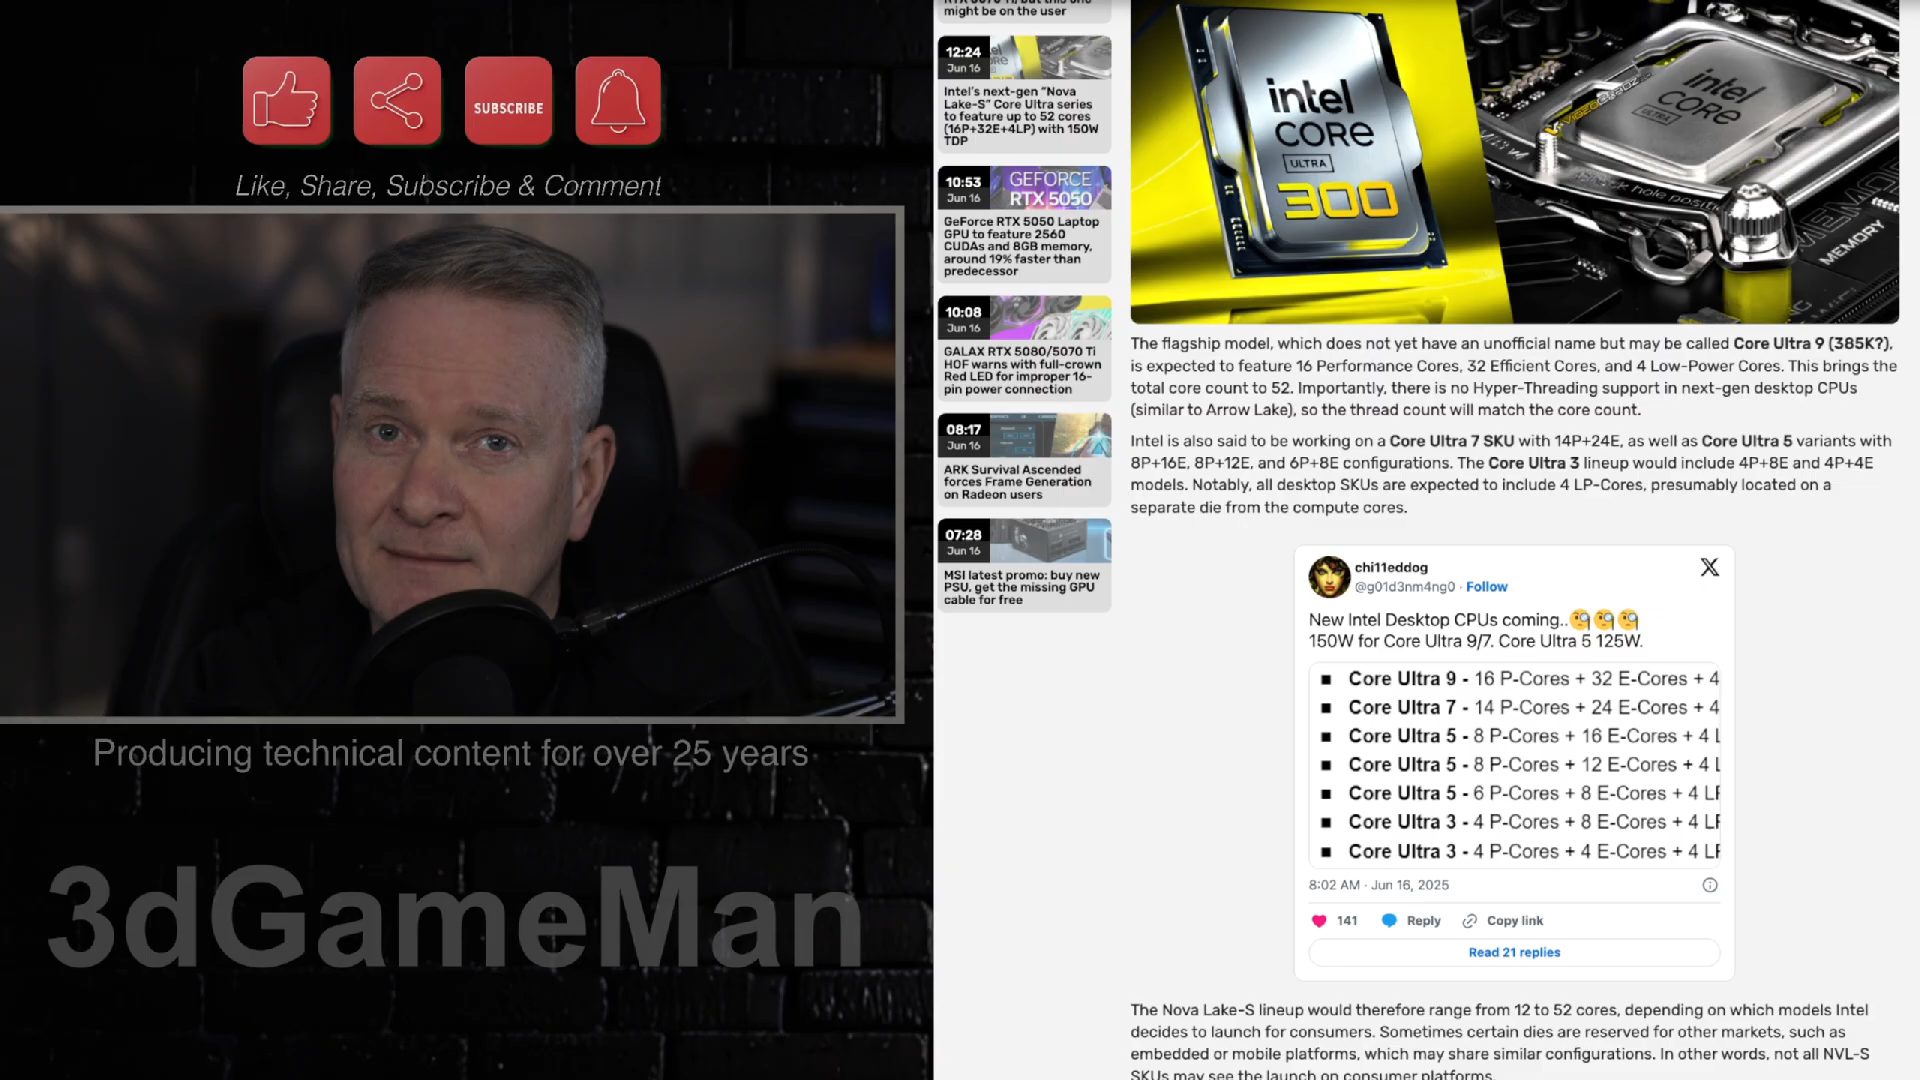 SUBSCRIBE
Like, Share, Subscribe & Comment
Producing technical content for over 25 years
3dGameMan
might be on the user
12:24
Jun 16
Intel's next-gen "Nova
Lake-S" Core Ultra series
to feature up to 52 cores
(16P+32E+4LP) with 150W
TDP
10:53
Jun 16
GEFORCE
RTX 5050
GeForce RTX 5050 Laptop
GPU to feature 2560
CUDAs and 8GB memory,
around 19% faster than
predecessor
10:08
Jun 16
GALAX RTX 5080/5070 Ti
HOF warns with full-crown
Red LED for improper 16-
pin power connection
08:17
Jun 16
ARK Survival Ascended
forces Frame Generation
on Radeon users
07:28
Jun 16
MSI latest promo: buy new
PSU, get the missing GPU
cable for free
intel
CORE
ULTRA
300
intel
CORE
ULTRA
MEMORY
The flagship model, which does not yet have an unofficial name but may be called Core Ultra 9 (385K?),
is expected to feature 16 Performance Cores, 32 Efficient Cores, and 4 Low-Power Cores. This brings the
total core count to 52. Importantly, there is no Hyper-Threading support in next-gen desktop CPUs
(similar to Arrow Lake), so the thread count will match the core count.
Intel is also said to be working on a Core Ultra 7 SKU with 14P+24E, as well as Core Ultra 5 variants with
8P+16E, 8P+12E, and 6P+8E configurations. The Core Ultra 3 lineup would include 4P+8E and 4P+4E
models. Notably, all desktop SKUs are expected to include 4 LP-Cores, presumably located on a
separate die from the compute cores.
chi11eddog
@g01d3nm4ng0 · Follow
New Intel Desktop CPUs coming..🧐🧐🧐
150W for Core Ultra 9/7. Core Ultra 5 125W.
▪ Core Ultra 9 - 16 P-Cores + 32 E-Cores + 4
▪ Core Ultra 7 - 14 P-Cores + 24 E-Cores + 4
▪ Core Ultra 5 - 8 P-Cores + 16 E-Cores + 4 L
▪ Core Ultra 5 - 8 P-Cores + 12 E-Cores + 4 L
▪ Core Ultra 5 - 6 P-Cores + 8 E-Cores + 4 LP
▪ Core Ultra 3 - 4 P-Cores + 8 E-Cores + 4 LP
▪ Core Ultra 3 - 4 P-Cores + 4 E-Cores + 4 LP
8:02 AM · Jun 16, 2025
141 Reply Copy link
Read 21 replies
The Nova Lake-S lineup would therefore range from 12 to 52 cores, depending on which models Intel
decides to launch for consumers. Sometimes certain dies are reserved for other markets, such as
embedded or mobile platforms, which may share similar configurations. In other words, not all NVL-S
SKUs may see the launch on consumer platforms.